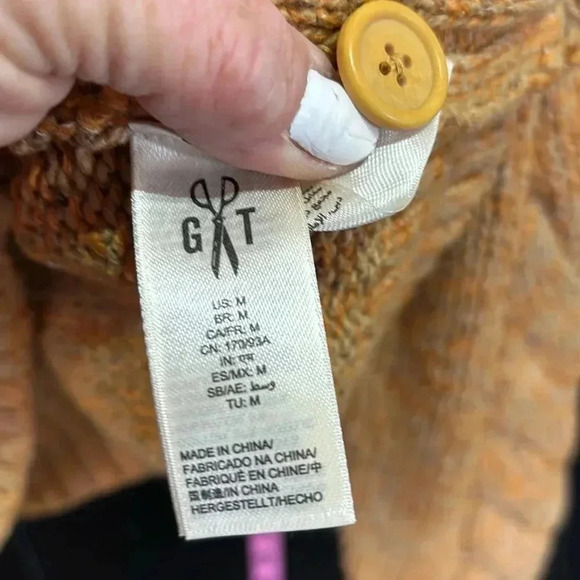 G T
US: M
BR: M
CA/FR: M
CN: 170/93A
IN: एम
ES/MX: M
SB/AE: وسط
TU: M
MADE IN CHINA/
FABRICADO NA CHINA/
FABRIQUÉ EN CHINE/中
国制造/IN CHINA
HERGESTELLT/HECHO